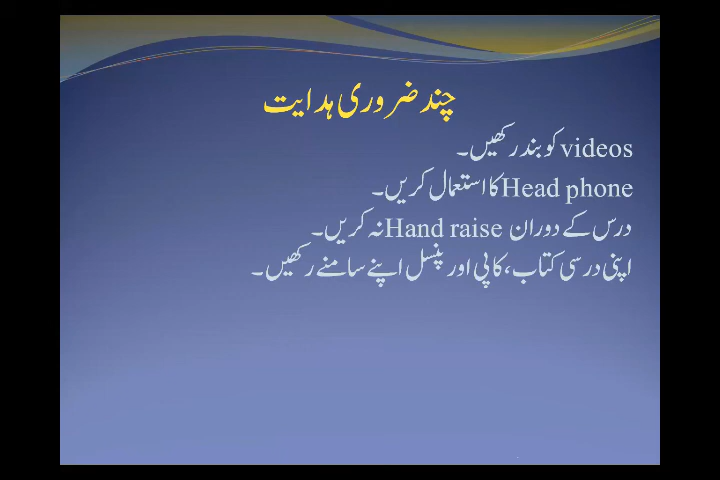 چند ضروری ہدایت
videos کو بند رکھیں۔
Head phone کا استعمال کریں۔
درس کے دوران Hand raise نہ کریں۔
اپنی درسی کتاب، کاپی اور پنسل اپنے سامنے رکھیں۔